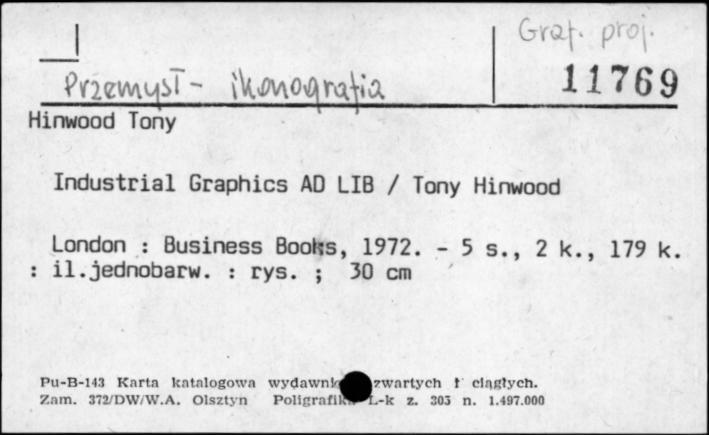 Graf. proj.
11769
Przemysł - ikonografia
Hinwood Tony
Industrial Graphics AD LIB / Tony Hinwood
London : Business Books, 1972. - 5 s., 2 k., 179 k.
: il.jednobarw. : rys. ; 30 cm
Pu-B-143 Karta katalogowa zwartych i ciągłych.
Zam. 372/DW/W.A. Olsztyn L-k z. 303 n. 1.497.000